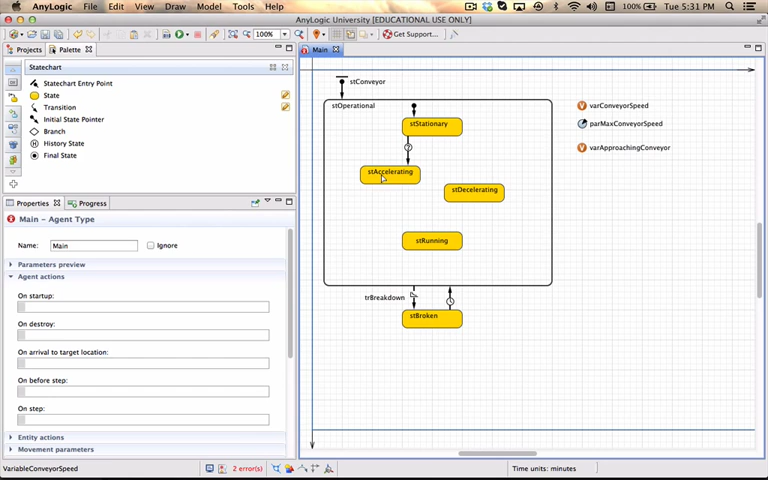 AnyLogic File Edit View Draw Model Tools Help 100% Tue 5:31 PM
AnyLogic University [EDUCATIONAL USE ONLY]
100% Get Support...
Projects Palette
Main
Statechart
Statechart Entry Point
State
Transition
Initial State Pointer
Branch
History State
Final State
Properties Progress
Main – Agent Type
Name: Main Ignore
Parameters preview
Agent actions
On startup:
On destroy:
On arrival to target location:
On before step:
On step:
Entity actions
Movement parameters
stConveyor
stOperational
stStationary
stAccelerating
stDecelerating
stRunning
trBreakdown
stBroken
varConveyorSpeed
parMaxConveyorSpeed
varApproachingConveyor
VariableConveyorSpeed
2 error(s)
Time units: minutes